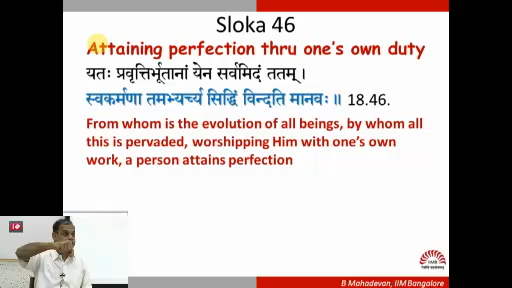 Sloka 46
Attaining perfection thru one's own duty
यतः प्रवृत्तिर्भूतानां येन सर्वमिदं ततम् ।
स्वकर्मणा तमभ्यर्च्य सिद्धिं विन्दति मानवः ॥ 18.46.
From whom is the evolution of all beings, by whom all
this is pervaded, worshipping Him with one's own
work, a person attains perfection
B Mahadevan, IIM Bangalore